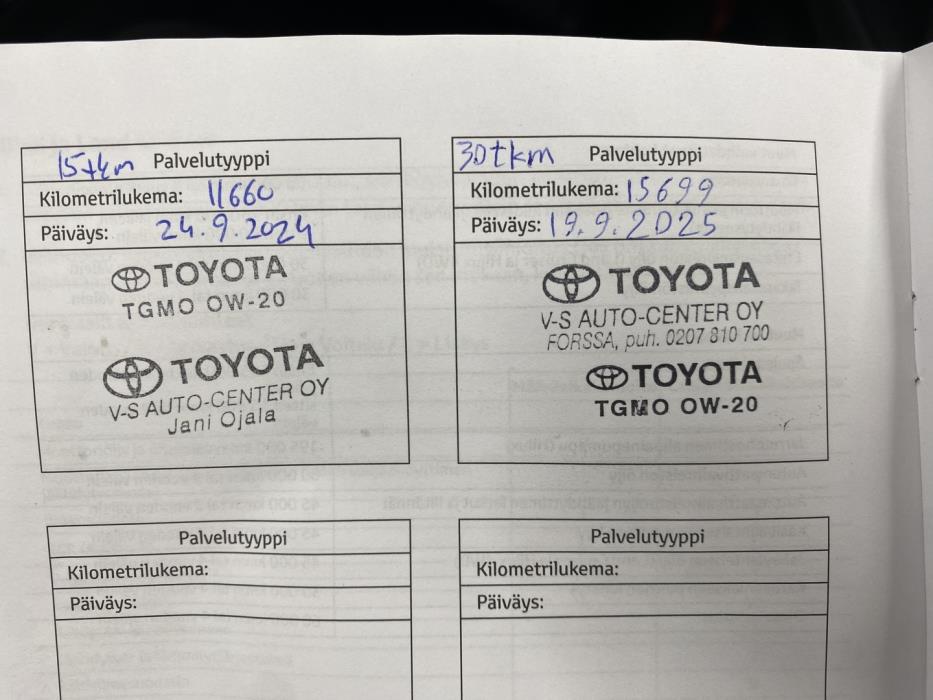 15tkm Palvelutyyppi
Kilometrilukema: 11660
Päiväys: 24.9.2024
TOYOTA
TGMO OW-20
TOYOTA
V-S AUTO-CENTER OY
Jani Ojala
30tkm Palvelutyyppi
Kilometrilukema: 15699
Päiväys: 19.9.2025
TOYOTA
V-S AUTO-CENTER OY
FORSSA, puh. 0207 810 700
TOYOTA
TGMO OW-20
Palvelutyyppi
Kilometrilukema:
Päiväys:
Palvelutyyppi
Kilometrilukema:
Päiväys: